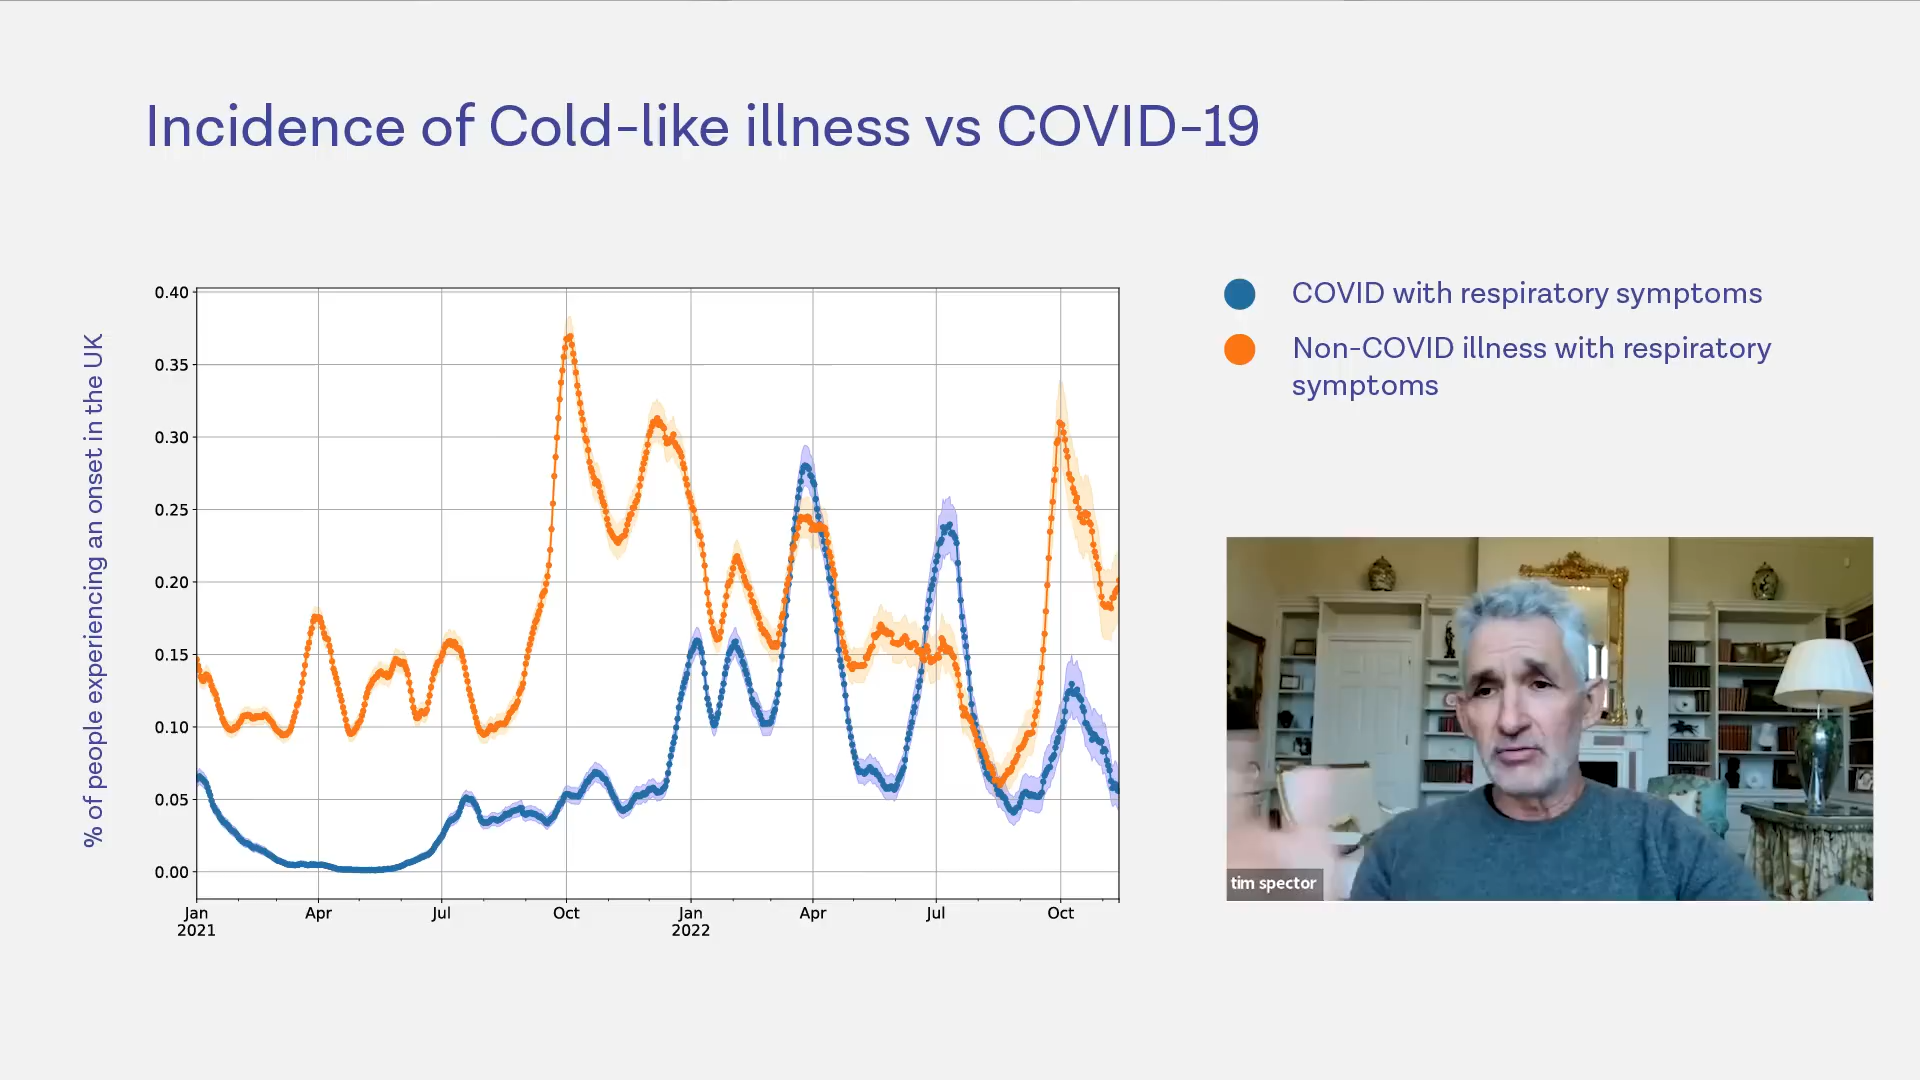 Incidence of Cold-like illness vs COVID-19
% of people experiencing an onset in the UK
0.40
0.35
0.30
0.25
0.20
0.15
0.10
0.05
0.00
Jan Apr Jul Oct Jan Apr Jul Oct
2021 2022
COVID with respiratory symptoms
Non-COVID illness with respiratory
symptoms
tim spector